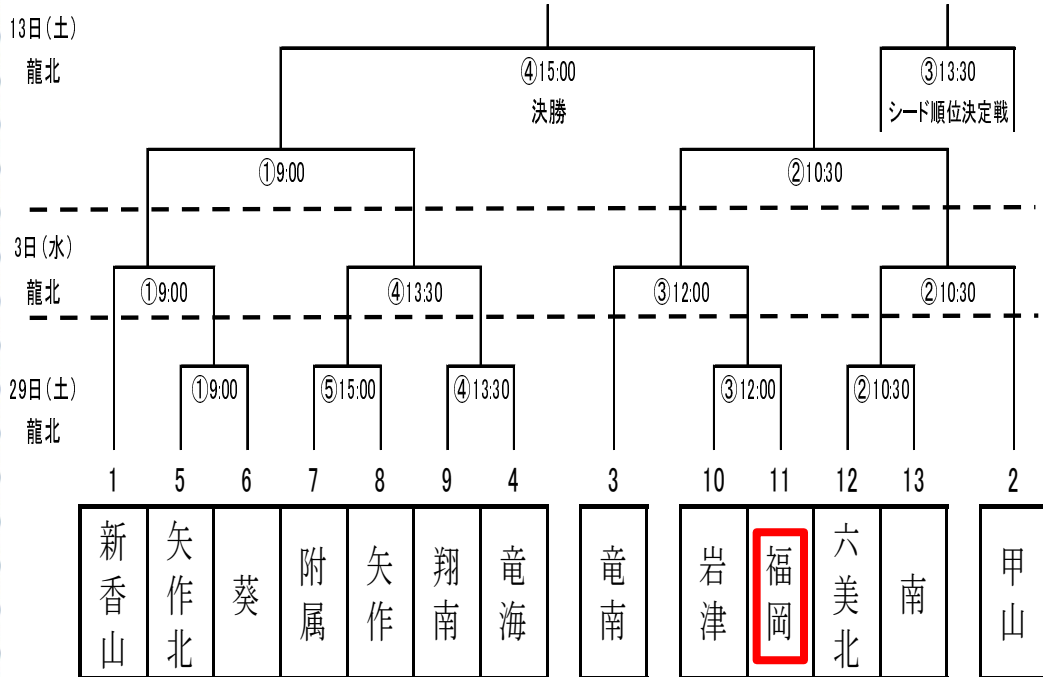 13日(土)
龍北
④15:00
決勝
③13:30
シード順位決定戦
①9:00
②10:30
3日(水)
龍北
①9:00
④13:30
③12:00
②10:30
29日(土)
龍北
①9:00
⑤15:00
④13:30
③12:00
②10:30
1 5 6 7 8 9 4 3 10 11 12 13 2
新香山
矢作北
葵
附属
矢作
翔南
竜海
竜南
岩津
福岡
六美北
南
甲山